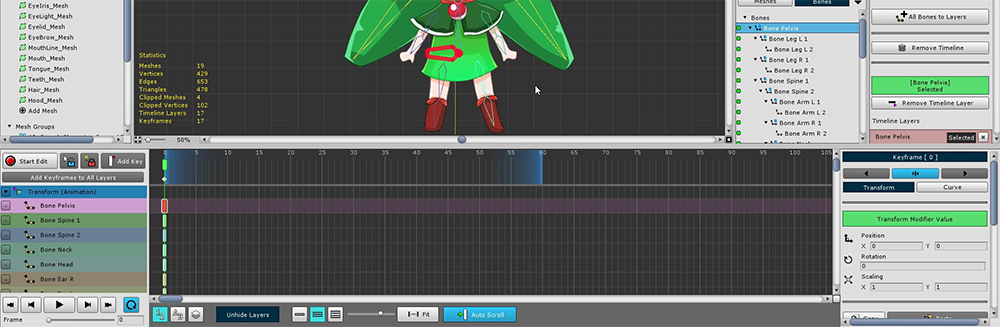 EyeIris_Mesh
EyeLight_Mesh
Eyelid_Mesh
EyeBrow_Mesh
MouthLine_Mesh
Mouth_Mesh
Tongue_Mesh
Teeth_Mesh
Hair_Mesh
Hood_Mesh
Add Mesh
Mesh Groups
Statistics
Meshes 19
Vertices 429
Edges 653
Triangles 478
Clipped Meshes 4
Clipped Vertices 102
Timeline Layers 17
Keyframes 17
50%
Meshes Bones
Bones
Bone Pelvis
Bone Leg L 1
Bone Leg L 2
Bone Leg R 1
Bone Leg R 2
Bone Spine 1
Bone Spine 2
Bone Arm L 1
Bone Arm L 2
Bone Arm R 1
Bone Arm R 2
All Bones to Layers
Remove Timeline
[Bone Pelvis]
Selected
Remove Timeline Layer
Timeline Layers
Bone Pelvis Selected
Start Edit Add Key
Add Keyframes to All Layers
Transform (Animation)
Bone Pelvis
Bone Spine 1
Bone Spine 2
Bone Neck
Bone Head
Bone Ear R
Frame 0
0 5 10 15 20 25 30 35 40 45 50 55 60 65 70 75 80 85 90 95 100 105
Unhide Layers Fit Auto Scroll
Keyframe [ 0 ]
Transform Curve
Transform Modifier Value
Position
X 0 Y 0
Rotation
0
Scaling
X 1 Y 1